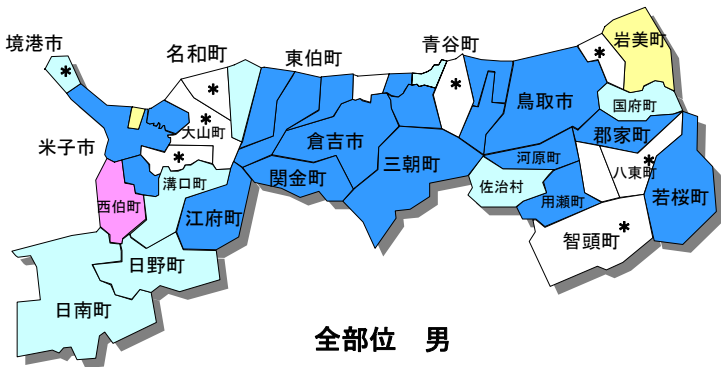 境港市
*
名和町
東伯町
青谷町
*
岩美町
*
*
鳥取市
国府町
米子市
大山町
*
*
倉吉市
郡家町
三朝町
河原町
*
八東町
西伯町
溝口町
関金町
佐治村
用瀬町
若桜町
江府町
*
智頭町
日野町
日南町
全部位 男